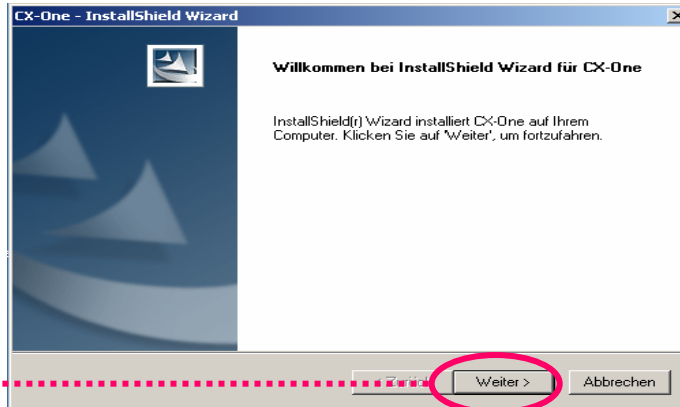 CX-One - InstallShield Wizard
Willkommen bei InstallShield Wizard für CX-One
InstallShield(r) Wizard installiert CX-One auf Ihrem
Computer. Klicken Sie auf 'Weiter', um fortzufahren.
Weiter >
Abbrechen